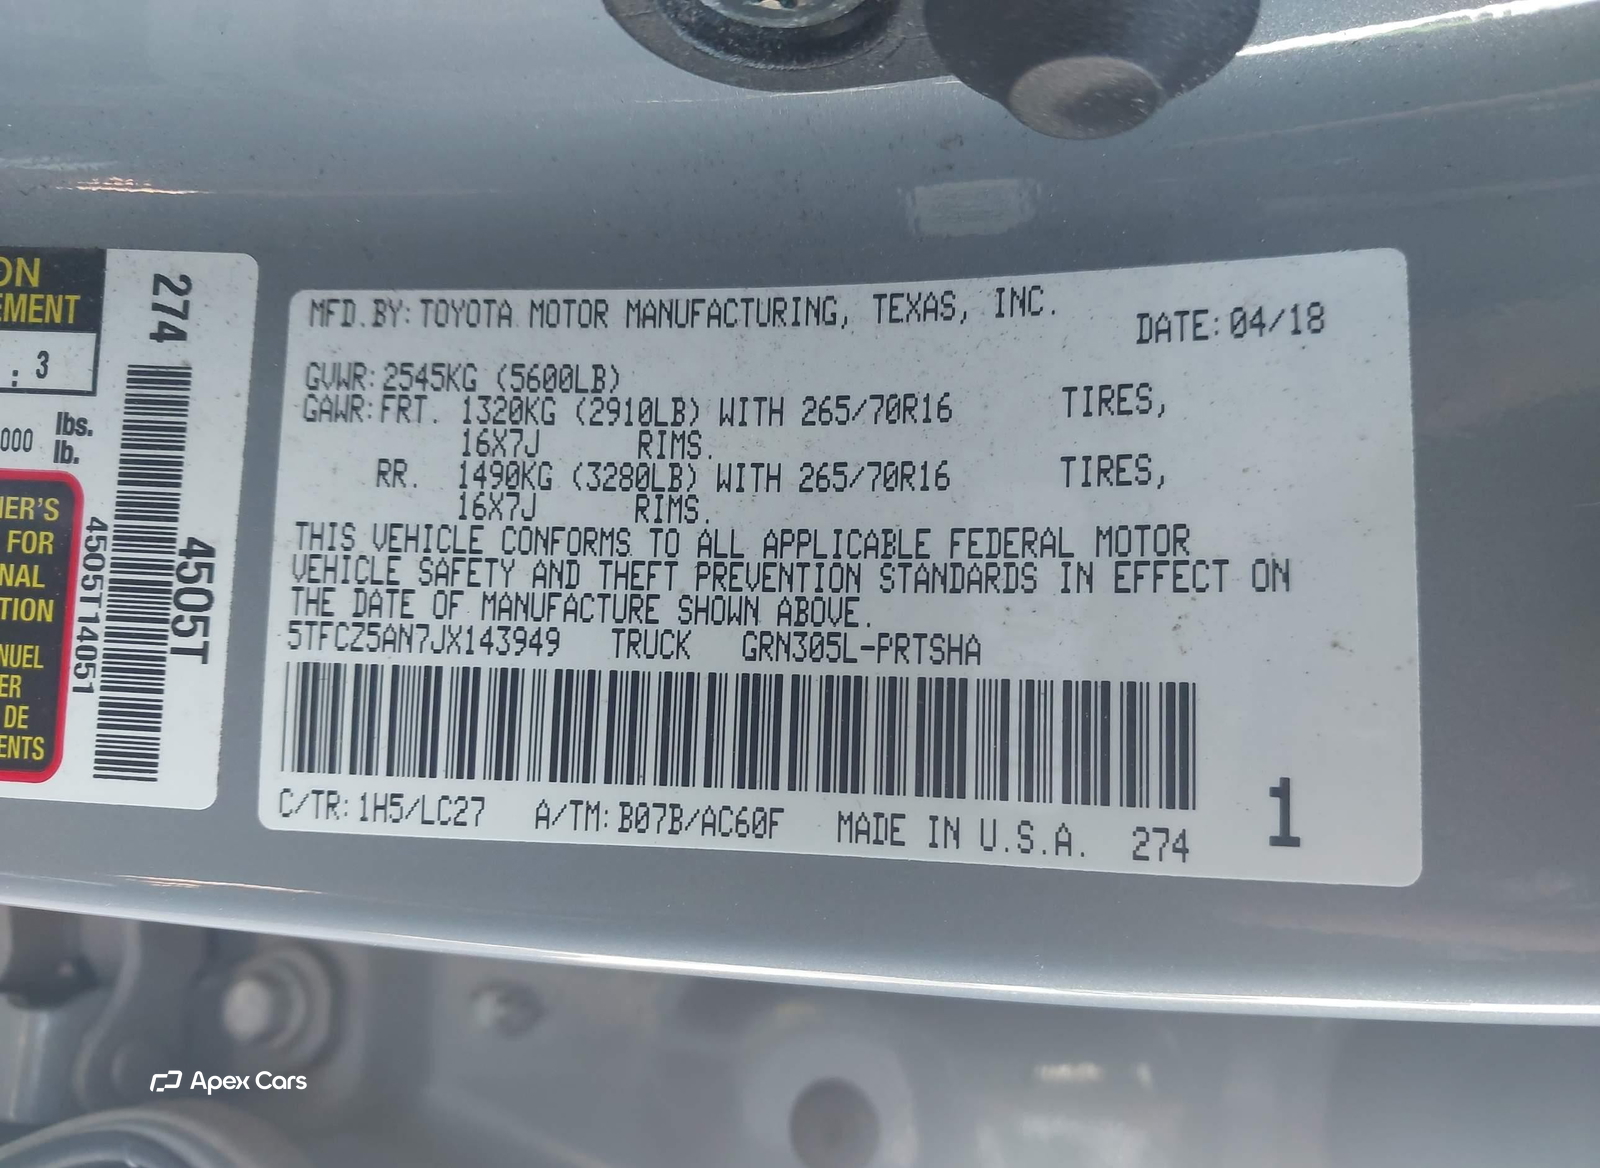 MFD.BY: TOYOTA MOTOR MANUFACTURING, TEXAS, INC. DATE: 04/18
GVWR: 2545KG (5600LB)
GAWR: FRT. 1320KG (2910LB) WITH 265/70R16 TIRES,
16X7J RIMS.
RR. 1490KG (3280LB) WITH 265/70R16 TIRES,
16X7J RIMS.
THIS VEHICLE CONFORMS TO ALL APPLICABLE FEDERAL MOTOR
VEHICLE SAFETY AND THEFT PREVENTION STANDARDS IN EFFECT ON
THE DATE OF MANUFACTURE SHOWN ABOVE.
5TFCZ5AN7JX143949 TRUCK GRN305L-PRTSHA
C/TR: 1H5/LC27 A/TM: B07B/AC60F MADE IN U.S.A. 274
1
274
4505T
4505T14051
ON
EMENT
: 3
000 lbs.
lb.
ER'S
FOR
NAL
TION
NUEL
ER
DE
ENTS
Apex Cars